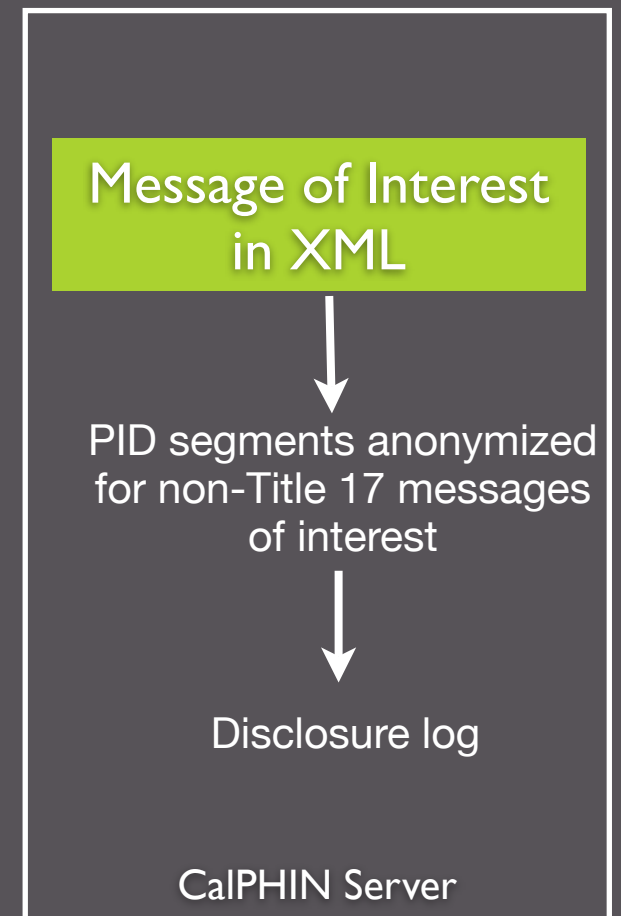 Message of Interest
in XML
PID segments anonymized
for non-Title 17 messages
of interest
Disclosure log
CalPHIN Server